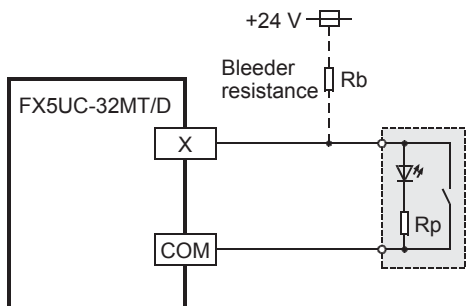 +24 V
Bleeder
resistance
Rb
FX5UC-32MT/D
X
Rp
COM